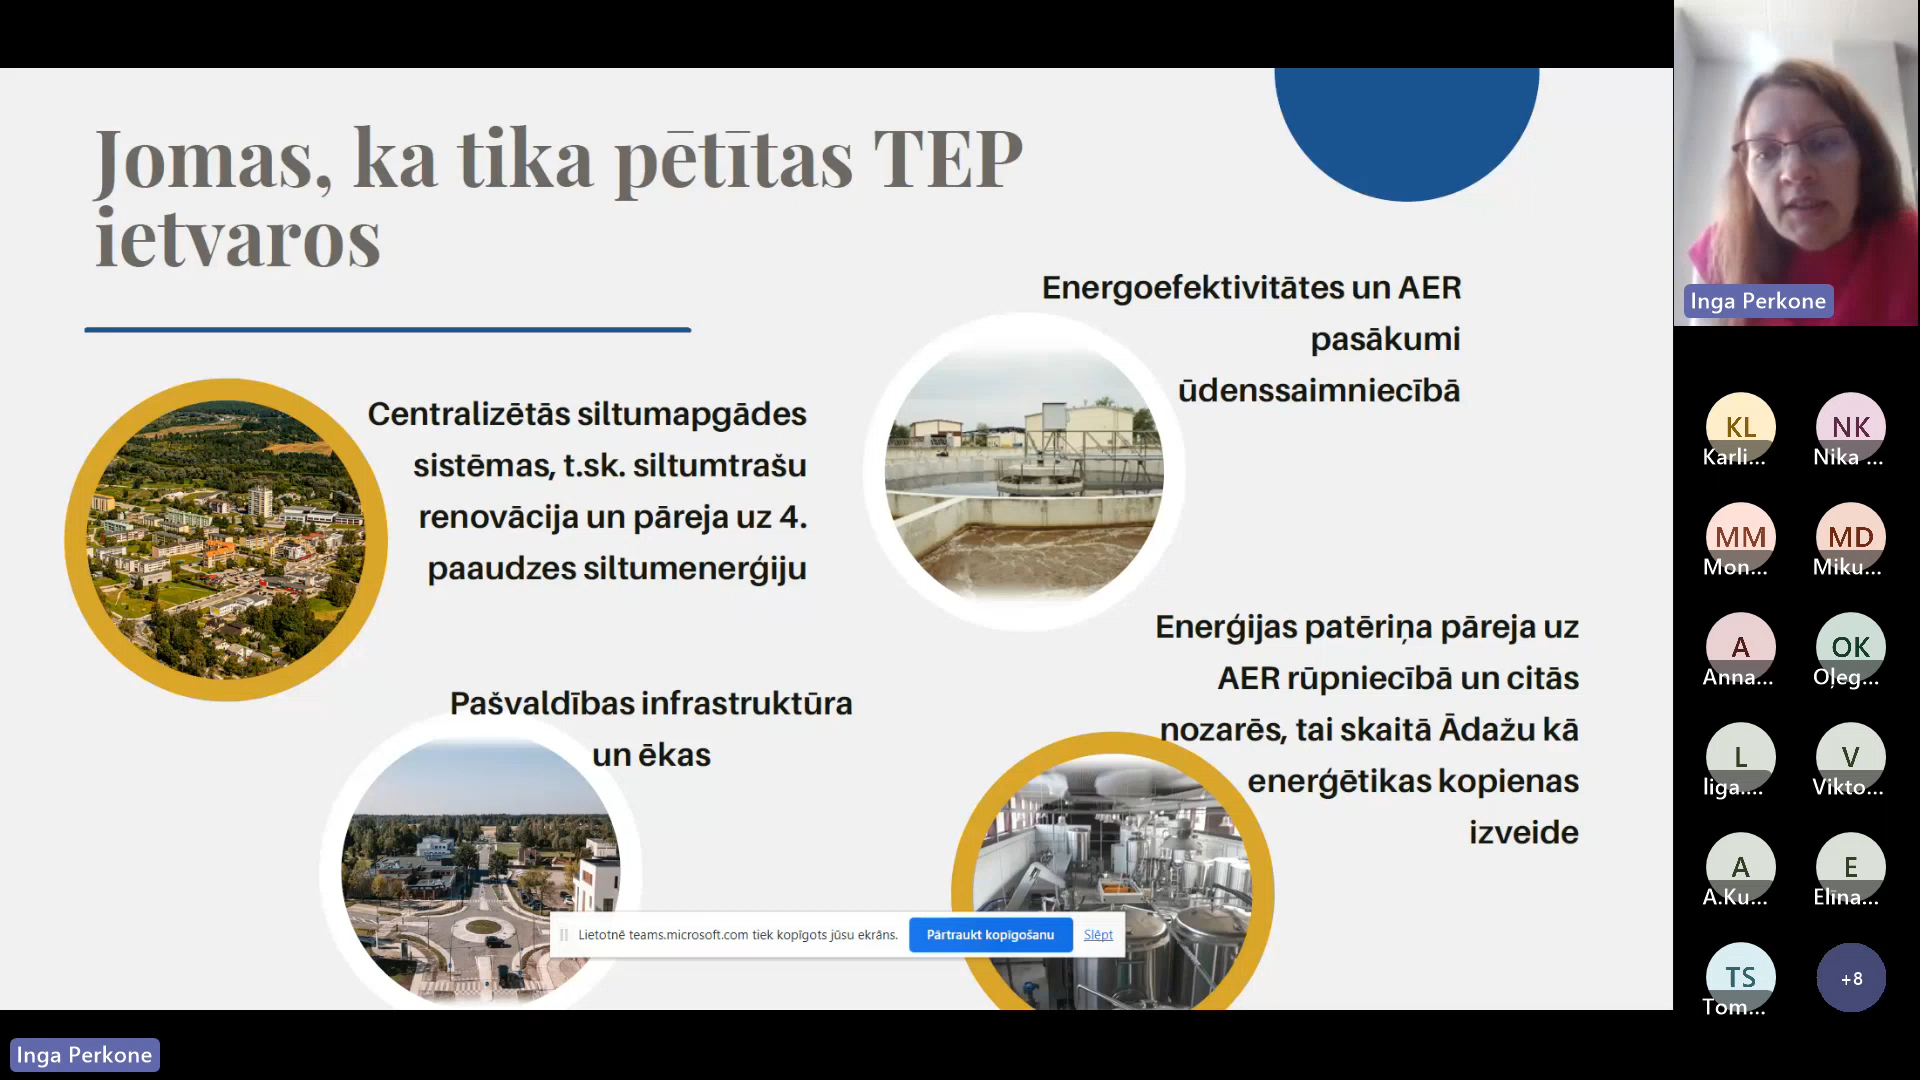 Jomas, ka tika pētītas TEP
ietvaros
Energoefektivitātes un AER
pasākumi
ūdenssaimniecībā
Centralizētās siltumapgādes
sistēmas, t.sk. siltumtrašu
renovācija un pāreja uz 4.
paaudzes siltumenerģiju
Enerģijas patēriņa pāreja uz
AER rūpniecībā un citās
nozarēs, tai skaitā Ādažu kā
enerģētikas kopienas
izveide
Pašvaldības infrastruktūra
un ēkas
Lietotnē teams.microsoft.com tiek kopīgots jūsu ekrāns.
Pārtraukt kopīgošanu
Slēpt
Inga Perkone
KL
Karli...
NK
Nika ...
MM
Mon...
MD
Miku...
A
Anna...
OK
Oļeg...
L
liga....
V
Vikto...
A
A.Ku...
E
Elīna...
TS
Tom...
+8
Inga Perkone